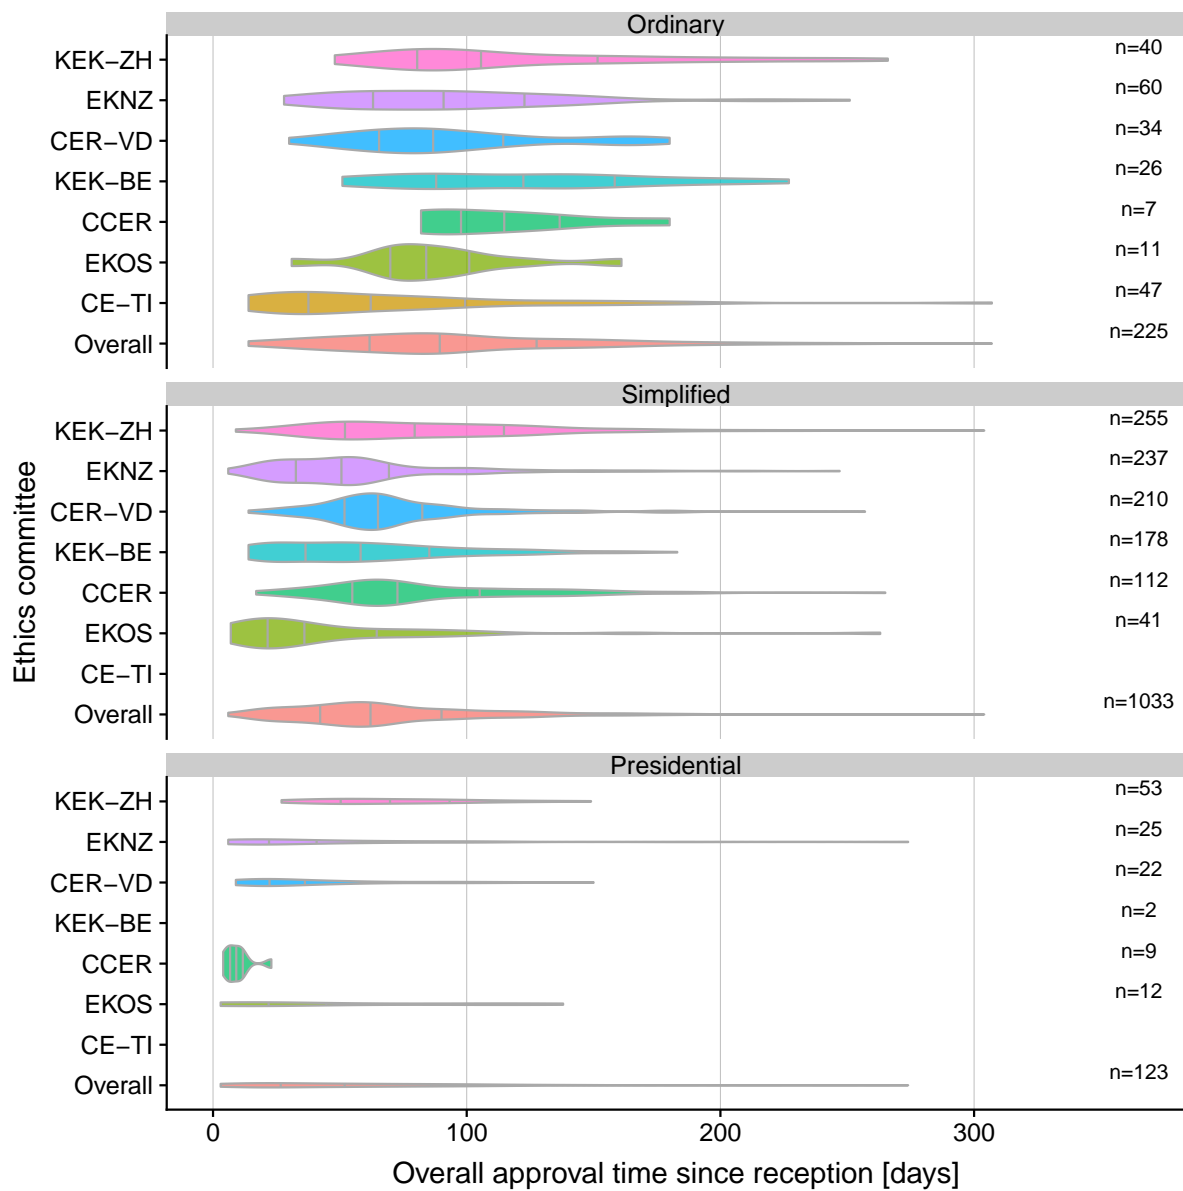 Ordinary
KEK-ZH n=40
EKNZ n=60
CER−VD n=34
KEK-BE n=26
CCER n=7
EKOS n=11
CE−TI n=47
Overall n=225
Simplified
KEK-ZH n=255
EKNZ n=237
CER−VD n=210
KEK-BE n=178
CCER n=112
EKOS n=41
CE−TI
Overall n=1033
Presidential
KEK-ZH n=53
EKNZ n=25
CER−VD n=22
KEK−BE n=2
CCER n=9
EKOS n=12
CE−TI
Overall n=123
0 100 200 300
Overall approval time since reception [days]
Ethics committee